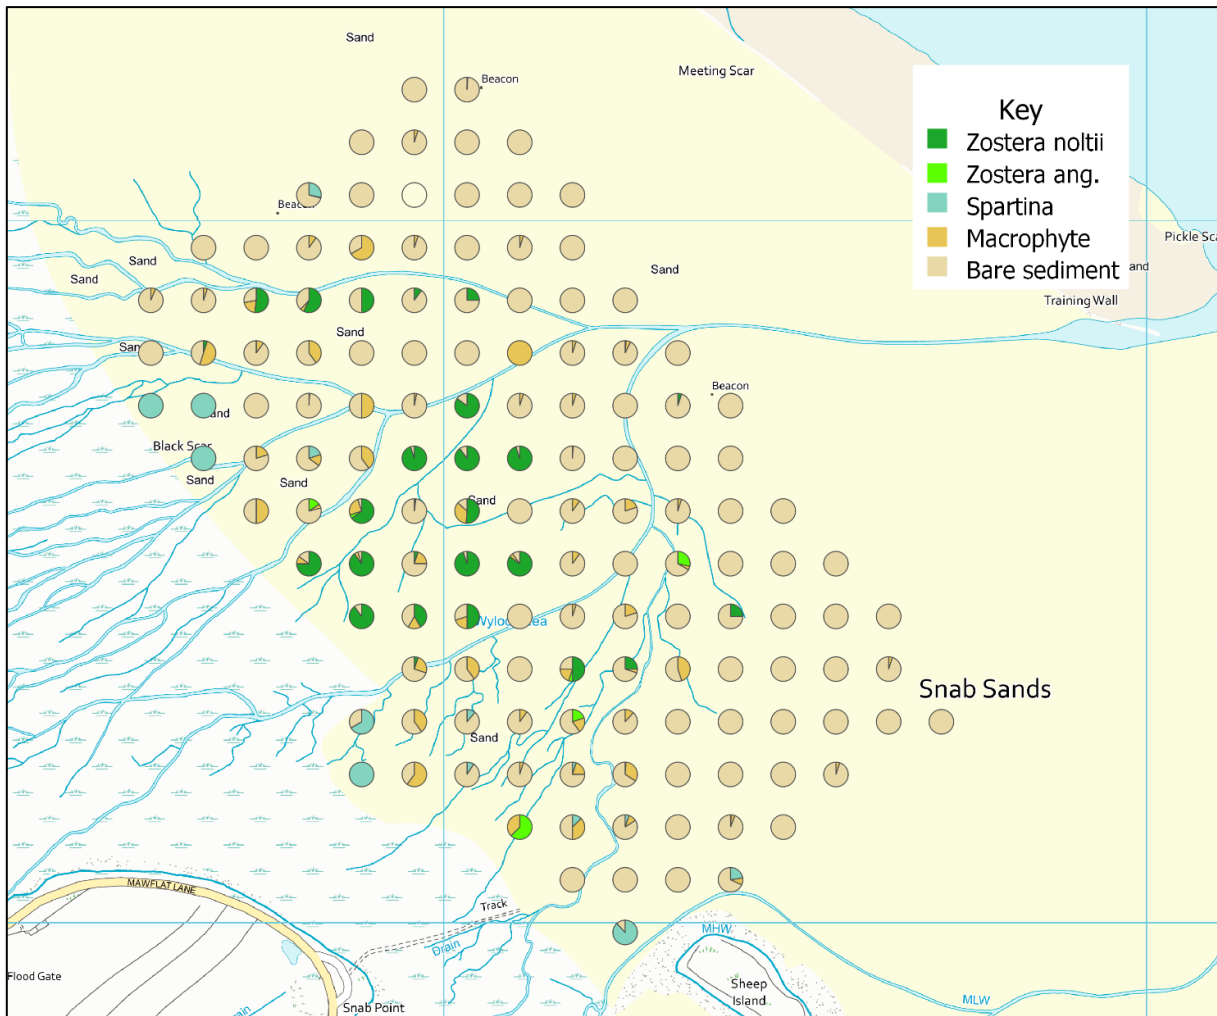 Sand
Meeting Scar
Beacon
Key
Zostera noltii
Zostera ang.
Spartina
Macrophyte
Bare sediment
Pickle Sca
Sand
Sand
Sand
and
Training Wall
Sand
Beacon
Black Scar
Sand
Sand
Sand
Snab Sands
Sand
MAWFLAT LANE
Track
Drain
MHW
Flood Gate
Sheep
Island
MLW
Snab Point